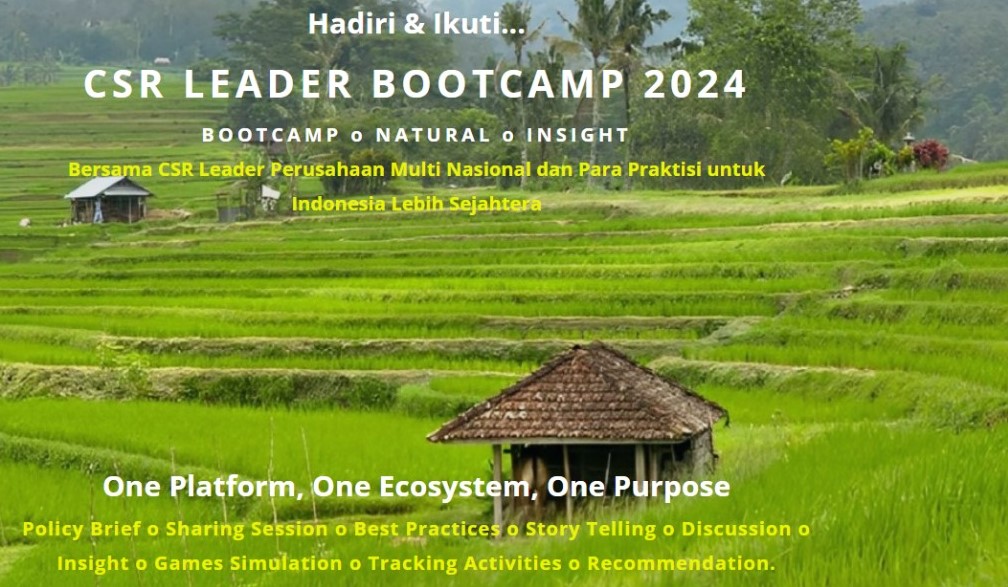 Hadiri & Ikuti...
CSR LEADER BOOTCAMP 2024
BOOTCAMP o NATURAL o INSIGHT
Bersama CSR Leader Perusahaan Multi Nasional dan Para Praktisi untuk
Indonesia Lebih Sejahtera
One Platform, One Ecosystem, One Purpose
Policy Brief o Sharing Session o Best Practices o Story Telling o Discussion o
Insight o Games Simulation o Tracking Activities o Recommendation.